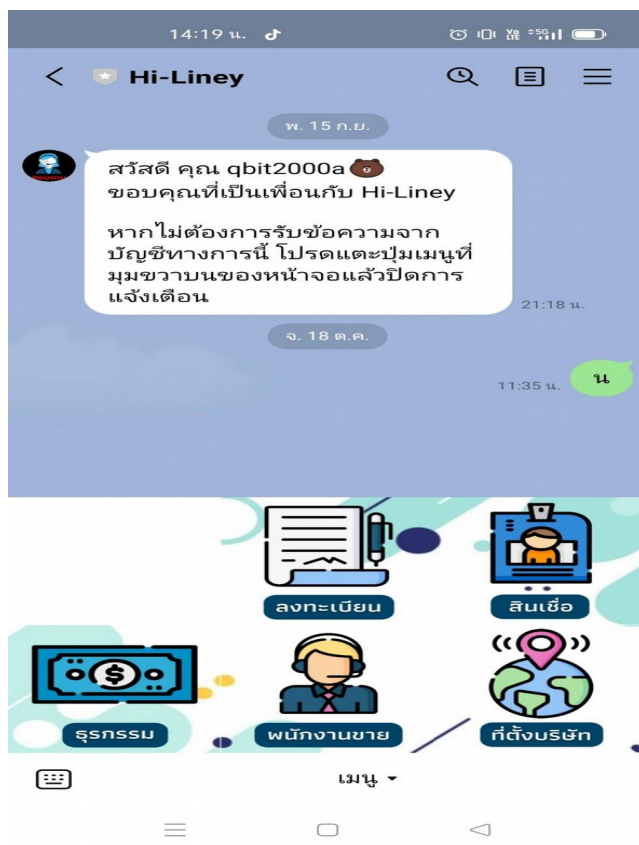 14:19 น.
5G
Hi-Liney
พ. 15 ก.ย.
สวัสดี คุณ qbit2000a
ขอบคุณที่เป็นเพื่อนกับ Hi-Liney
หากไม่ต้องการรับข้อความจาก
บัญชีทางการนี้ โปรดแตะปุ่มเมนูที่
มุมขวาบนของหน้าจอแล้วปิดการ
แจ้งเตือน
21:18 น.
จ. 18 ต.ค.
11:35 น.
น
ลงทะเบียน
สินเชื่อ
ธุรกรรม
พนักงานขาย
ที่ตั้งบริษัท
เมนู